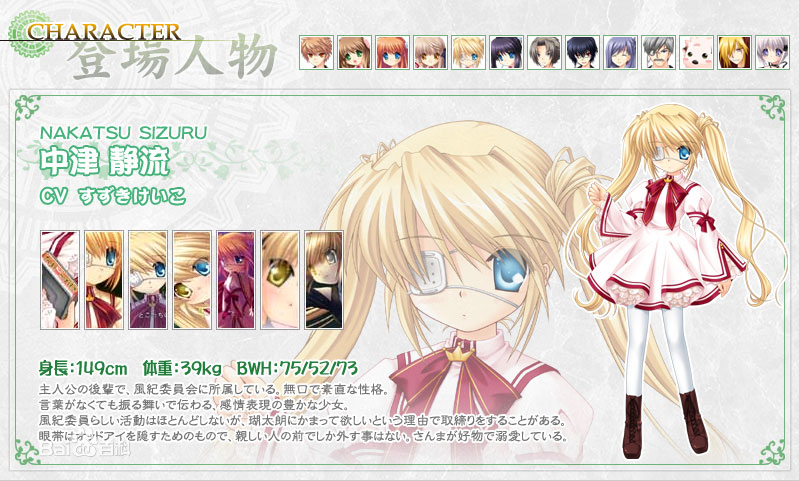 CHARACTER
登場人物
NAKATSU SIZURU
中津 静流
CV すずきけいこ
身長:149cm 体重:39kg BWH:75/52/73
主人公の後輩で、風紀委員会に所属している。無口で素直な性格。
言葉がなくても振る舞いで伝わる、感情表現の豊かな少女。
風紀委員らしい活動はほとんどしないが、瑚太朗にかまって欲しいという理由で取締りをすることがある。
眼帯はオッドアイを隠すためのもので、親しい人の前でしか外す事はない。さんまが好物で溺愛している。
Baidu百科